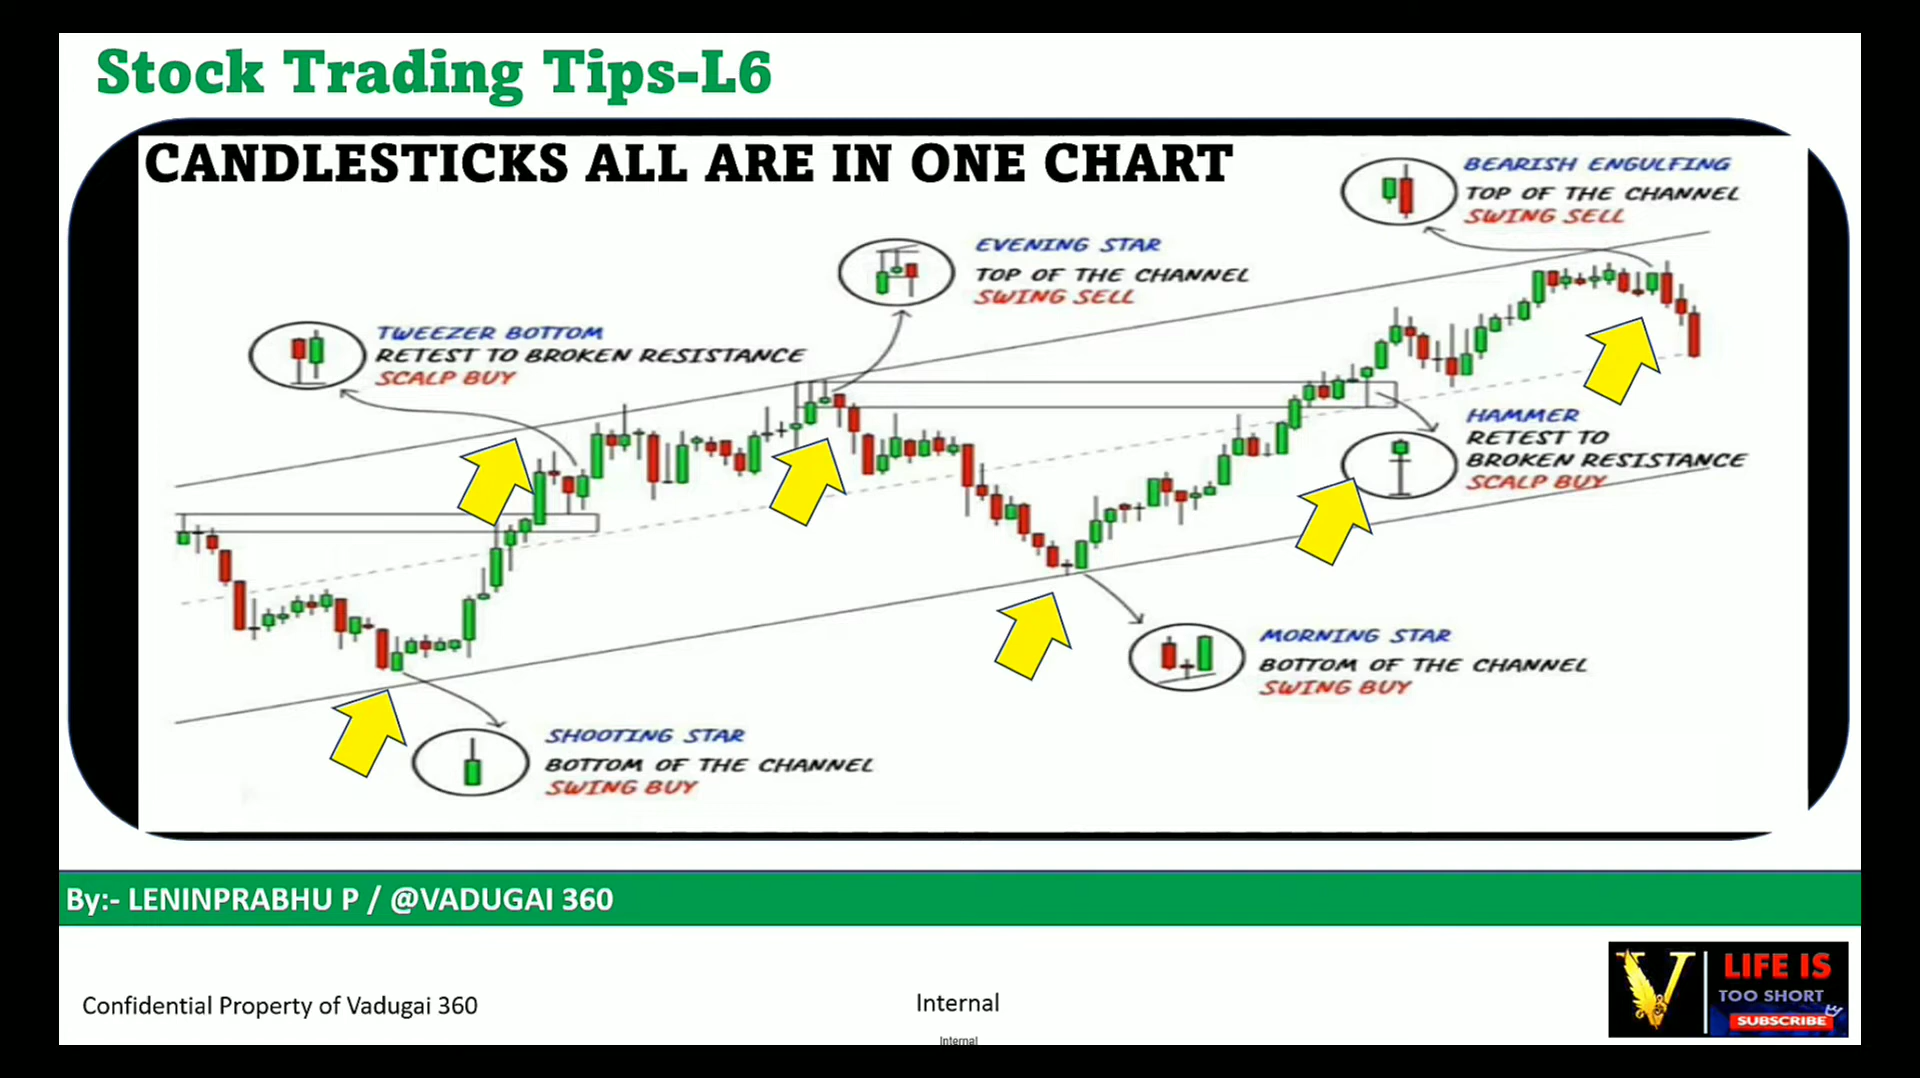 Stock Trading Tips-L6
CANDLESTICKS ALL ARE IN ONE CHART
BEARISH ENGULFING
TOP OF THE CHANNEL
SWING SELL
EVENING STAR
TOP OF THE CHANNEL
SWING SELL
TWEEZER BOTTOM
RETEST TO BROKEN RESISTANCE
SCALP BUY
HAMMER
RETEST TO
BROKEN RESISTANCE
SCALP BUY
MORNING STAR
BOTTOM OF THE CHANNEL
SWING BUY
SHOOTING STAR
BOTTOM OF THE CHANNEL
SWING BUY
By:- LENINPRABHU P / @VADUGAI 360
Confidential Property of Vadugai 360
Internal
Internal
V
LIFE IS
TOO SHORT
SUBSCRIBE